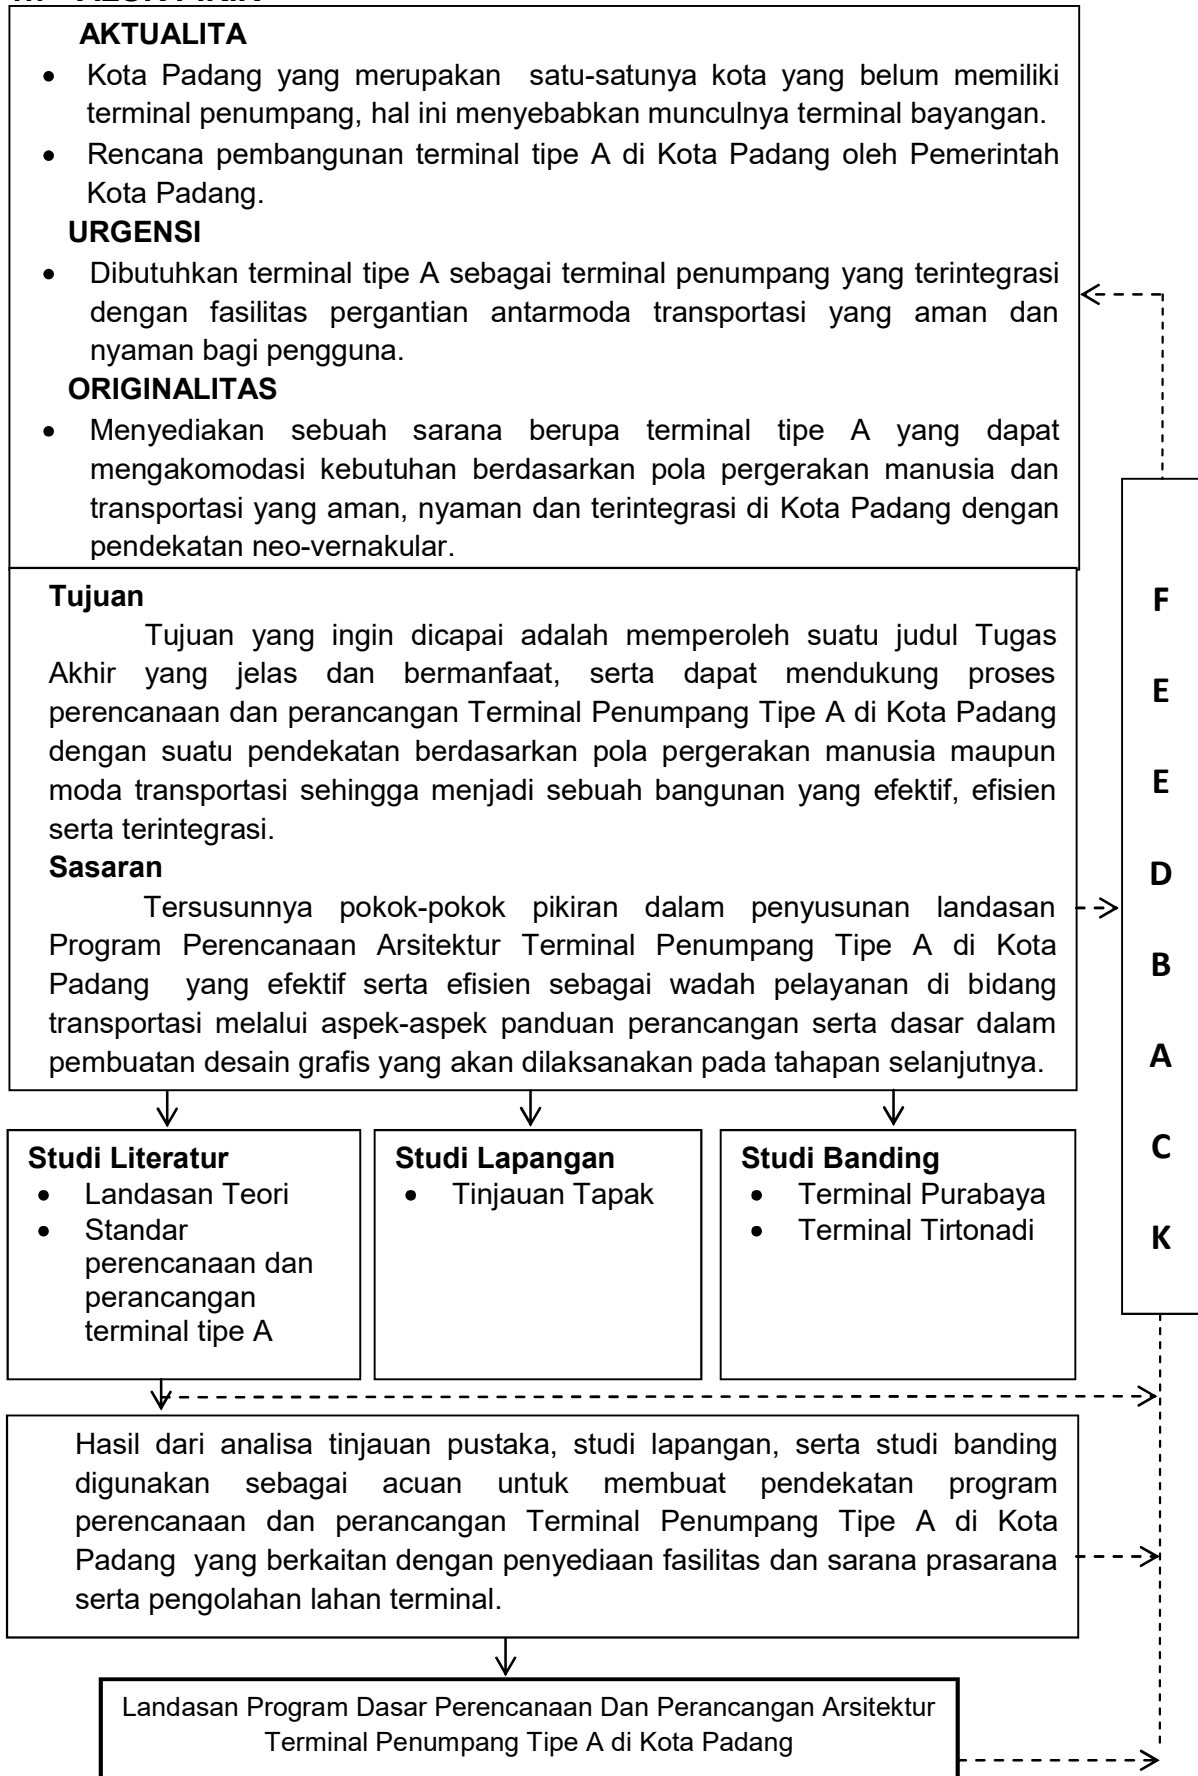 AKTUALITA
• Kota Padang yang merupakan satu-satunya kota yang belum memiliki
terminal penumpang, hal ini menyebabkan munculnya terminal bayangan.
• Rencana pembangunan terminal tipe A di Kota Padang oleh Pemerintah
Kota Padang.
URGENSI
• Dibutuhkan terminal tipe A sebagai terminal penumpang yang terintegrasi
dengan fasilitas pergantian antarmoda transportasi yang aman dan
nyaman bagi pengguna.
ORIGINALITAS
• Menyediakan sebuah sarana berupa terminal tipe A yang dapat
mengakomodasi kebutuhan berdasarkan pola pergerakan manusia dan
transportasi yang aman, nyaman dan terintegrasi di Kota Padang dengan
pendekatan neo-vernakular.
Tujuan
Tujuan yang ingin dicapai adalah memperoleh suatu judul Tugas
Akhir yang jelas dan bermanfaat, serta dapat mendukung proses
perencanaan dan perancangan Terminal Penumpang Tipe A di Kota Padang
dengan suatu pendekatan berdasarkan pola pergerakan manusia maupun
moda transportasi sehingga menjadi sebuah bangunan yang efektif, efisien
serta terintegrasi.
Sasaran
Tersusunnya pokok-pokok pikiran dalam penyusunan landasan
Program Perencanaan Arsitektur Terminal Penumpang Tipe A di Kota
Padang yang efektif serta efisien sebagai wadah pelayanan di bidang
transportasi melalui aspek-aspek panduan perancangan serta dasar dalam
pembuatan desain grafis yang akan dilaksanakan pada tahapan selanjutnya.
Studi Literatur
• Landasan Teori
• Standar
perencanaan dan
perancangan
terminal tipe A
Studi Lapangan
• Tinjauan Tapak
Studi Banding
• Terminal Purabaya
• Terminal Tirtonadi
Hasil dari analisa tinjauan pustaka, studi lapangan, serta studi banding
digunakan sebagai acuan untuk membuat pendekatan program
perencanaan dan perancangan Terminal Penumpang Tipe A di Kota
Padang yang berkaitan dengan penyediaan fasilitas dan sarana prasarana
serta pengolahan lahan terminal.
Landasan Program Dasar Perencanaan Dan Perancangan Arsitektur
Terminal Penumpang Tipe A di Kota Padang
F
E
E
D
B
A
C
K